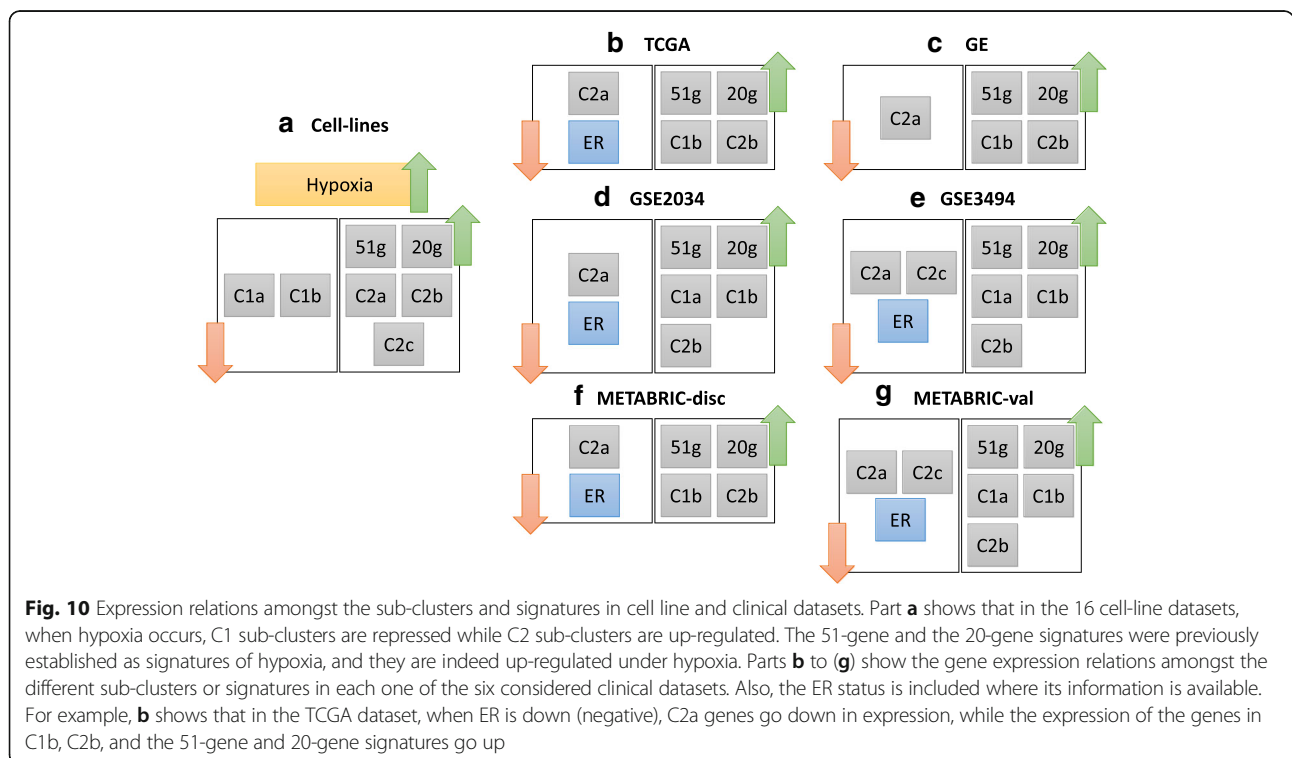 a Cell-lines
Hypoxia
C1a C1b
51g 20g
C2a C2b
C2c
b TCGA
C2a
ER
51g 20g
C1b C2b
c GE
C2a
51g 20g
C1b C2b
d GSE2034
C2a
ER
51g 20g
C1a C1b
C2b
e GSE3494
C2a C2c
ER
51g 20g
C1a C1b
C2b
f METABRIC-disc
C2a
ER
51g 20g
C1b C2b
g METABRIC-val
C2a C2c
ER
51g 20g
C1a C1b
C2b
Fig. 10 Expression relations amongst the sub-clusters and signatures in cell line and clinical datasets. Part a shows that in the 16 cell-line datasets,
when hypoxia occurs, C1 sub-clusters are repressed while C2 sub-clusters are up-regulated. The 51-gene and the 20-gene signatures were previously
established as signatures of hypoxia, and they are indeed up-regulated under hypoxia. Parts b to (g) show the gene expression relations amongst the
different sub-clusters or signatures in each one of the six considered clinical datasets. Also, the ER status is included where its information is available.
For example, b shows that in the TCGA dataset, when ER is down (negative), C2a genes go down in expression, while the expression of the genes in
C1b, C2b, and the 51-gene and 20-gene signatures go up